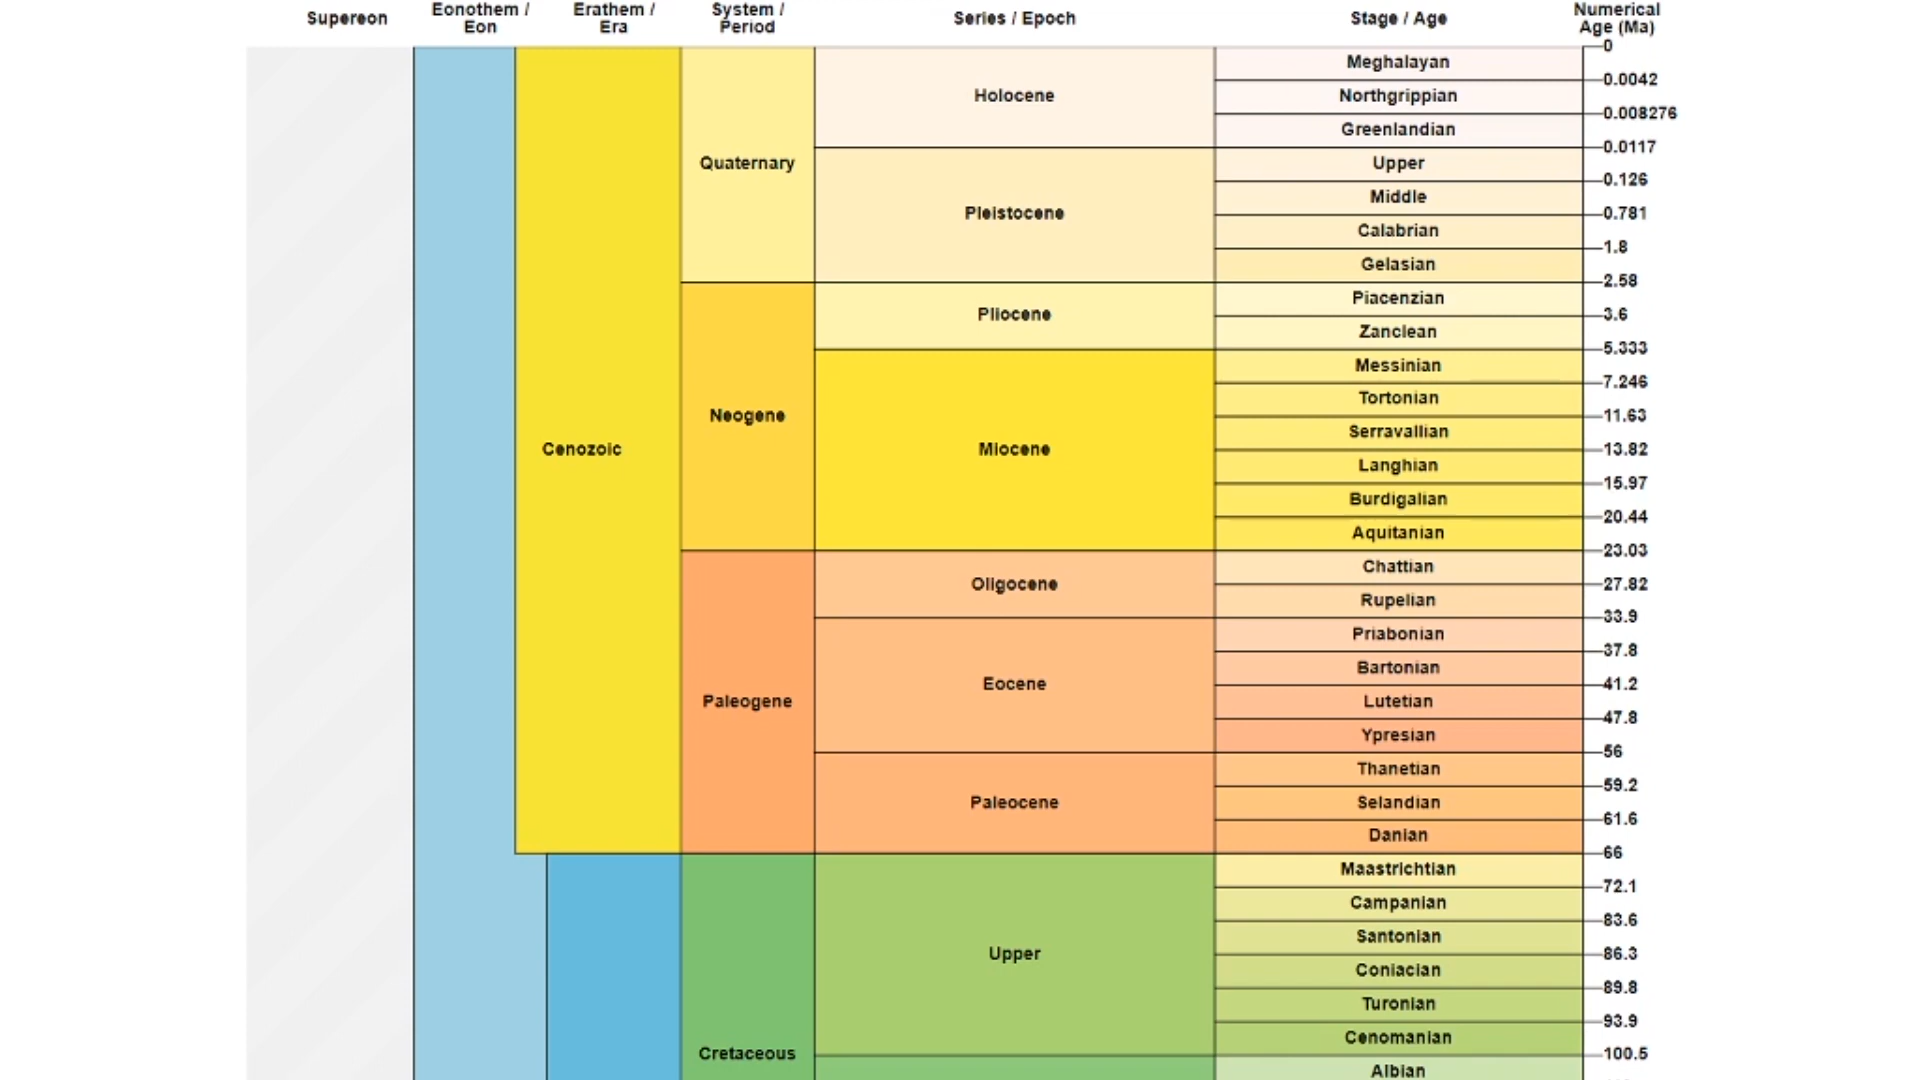 Supereon
Eonothem /
Eon
Erathem /
Era
System /
Period
Series / Epoch
Stage / Age
Numerical
Age (Ma)
0
Meghalayan
0.0042
Holocene
Northgrippian
0.008276
Greenlandian
0.0117
Quaternary
Upper
0.126
Middle
0.781
Pleistocene
Calabrian
1.8
Gelasian
2.58
Piacenzian
Pliocene
3.6
Zanclean
5.333
Messinian
7.246
Tortonian
Neogene
11.63
Serravallian
Cenozoic
Miocene
13.82
Langhian
15.97
Burdigalian
20.44
Aquitanian
23.03
Chattian
Oligocene
27.82
Rupelian
33.9
Priabonian
37.8
Bartonian
Eocene
41.2
Paleogene
Lutetian
47.8
Ypresian
56
Thanetian
59.2
Paleocene
Selandian
61.6
Danian
66
Maastrichtian
72.1
Campanian
83.6
Santonian
Upper
86.3
Coniacian
89.8
Turonian
93.9
Cenomanian
Cretaceous
100.5
Albian